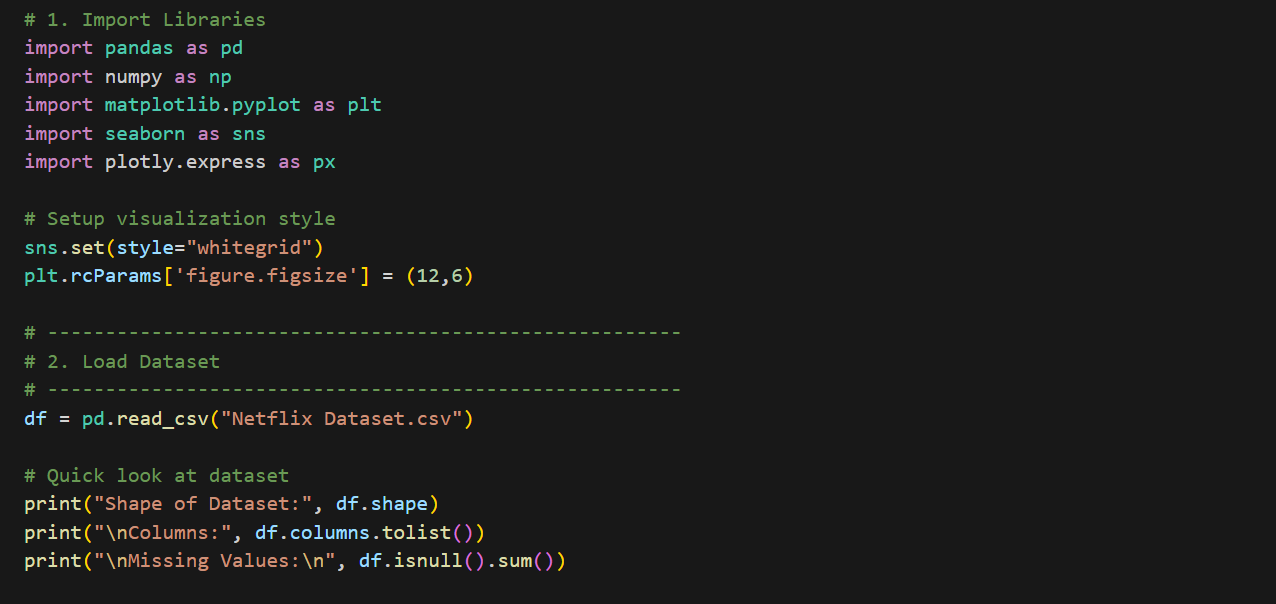 # 1. Import Libraries
import pandas as pd
import numpy as np
import matplotlib.pyplot as plt
import seaborn as sns
import plotly.express as px
# Setup visualization style
sns.set(style="whitegrid")
plt.rcParams['figure.figsize'] = (12,6)
# -------------------------------------------------------
# 2. Load Dataset
# -------------------------------------------------------
df = pd.read_csv("Netflix Dataset.csv")
# Quick look at dataset
print("Shape of Dataset:", df.shape)
print("\nColumns:", df.columns.tolist())
print("\nMissing Values:\n", df.isnull().sum())